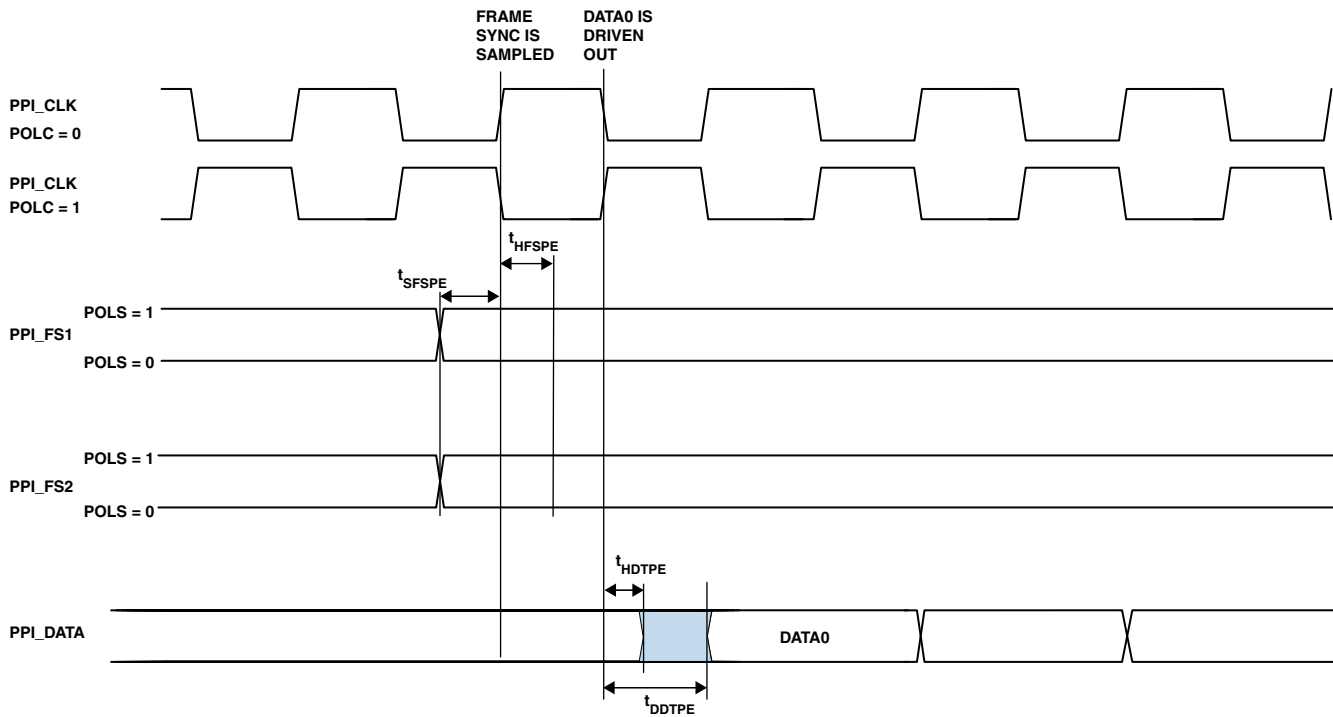 FRAME
SYNC IS
SAMPLED
DATA0 IS
DRIVEN
OUT
PPI_CLK
POLC = 0
PPI_CLK
POLC = 1
tHFSPE
tSFSPE
POLS = 1
PPI_FS1
POLS = 0
POLS = 1
PPI_FS2
POLS = 0
tHDTPE
PPI_DATA
DATA0
tDDTPE